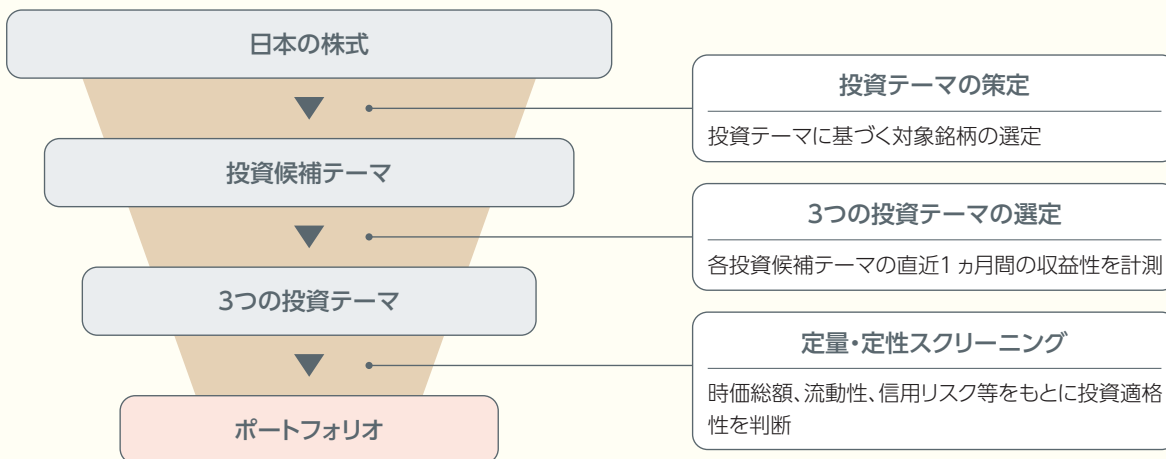 日本の株式
投資テーマの策定
投資テーマに基づく対象銘柄の選定
投資候補テーマ
3つの投資テーマの選定
各投資候補テーマの直近1ヵ月間の収益性を計測
3つの投資テーマ
定量・定性スクリーニング
時価総額、流動性、信用リスク等をもとに投資適格
性を判断
ポートフォリオ